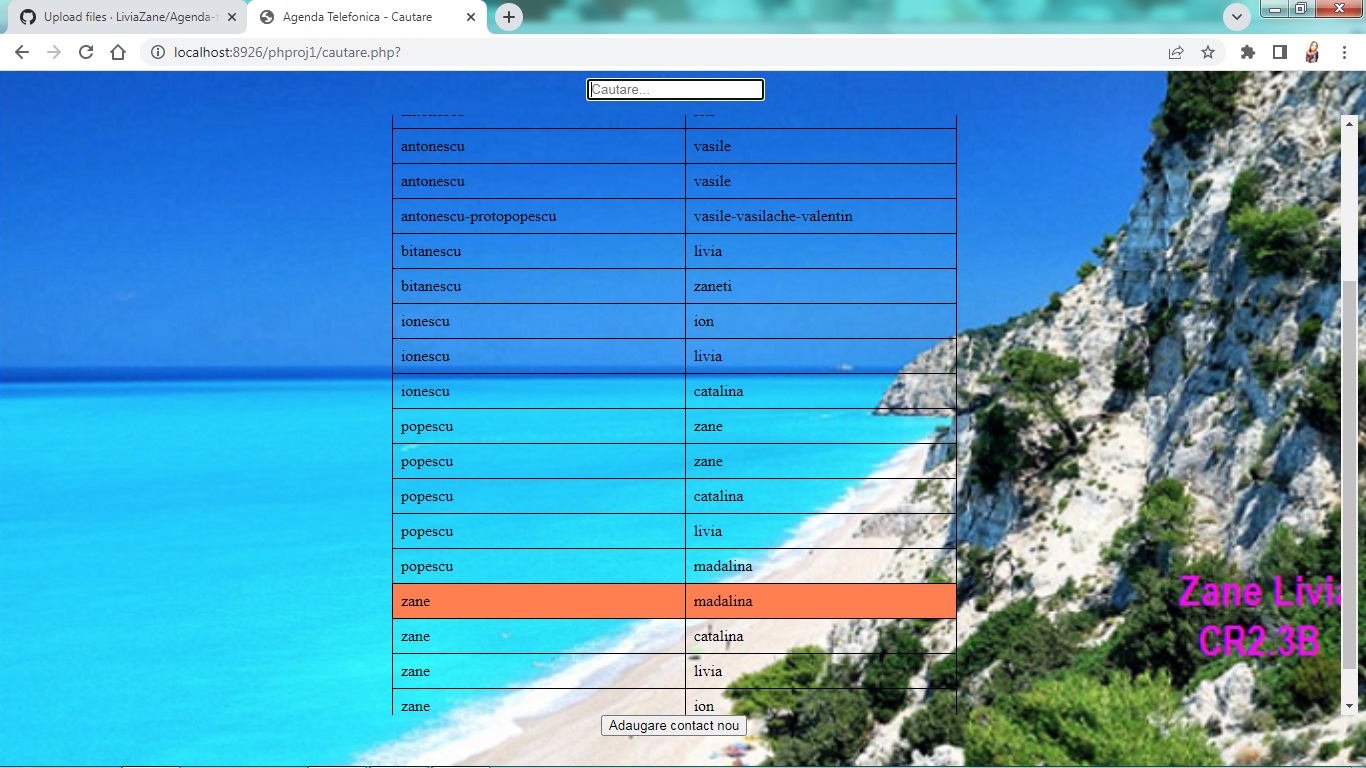 Upload files · LiviaZane/Agenda-
Agenda Telefonica - Cautare
localhost:8926/phproj1/cautare.php?
Cautare...
antonescu vasile
antonescu vasile
antonescu-protopopescu vasile-vasilache-valentin
bitanescu livia
bitanescu zaneti
ionescu ion
ionescu livia
ionescu catalina
popescu zane
popescu zane
popescu catalina
popescu livia
popescu madalina
zane madalina
zane catalina
zane livia
zane ion
Zane Livia
CR2.3B
Adaugare contact nou